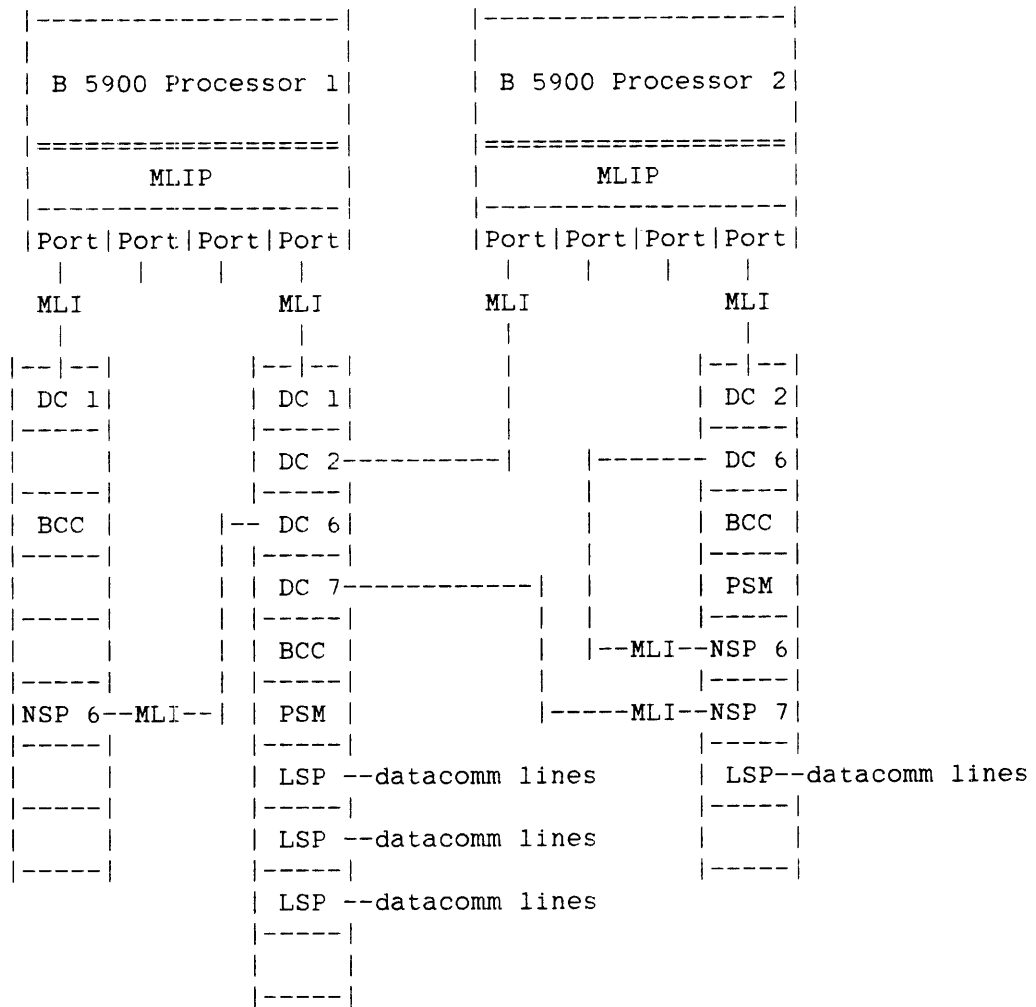 B 5900 Processor 1 B 5900 Processor 2
MLIP MLIP
Port|Port|Port|Port Port|Port|Port|Port
MLI MLI MLI MLI
DC 1 DC 1 DC 2
DC 2 DC 6
BCC DC 6 BCC
DC 7 PSM
BCC MLI NSP 6
NSP 6 MLI PSM MLI NSP 7
LSP datacomm lines LSP datacomm lines
LSP datacomm lines
LSP datacomm lines